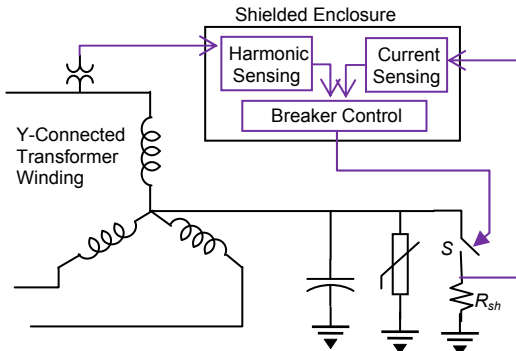 Shielded Enclosure
Harmonic
Sensing
Current
Sensing
Breaker Control
Y-Connected
Transformer
Winding
S
Rsh